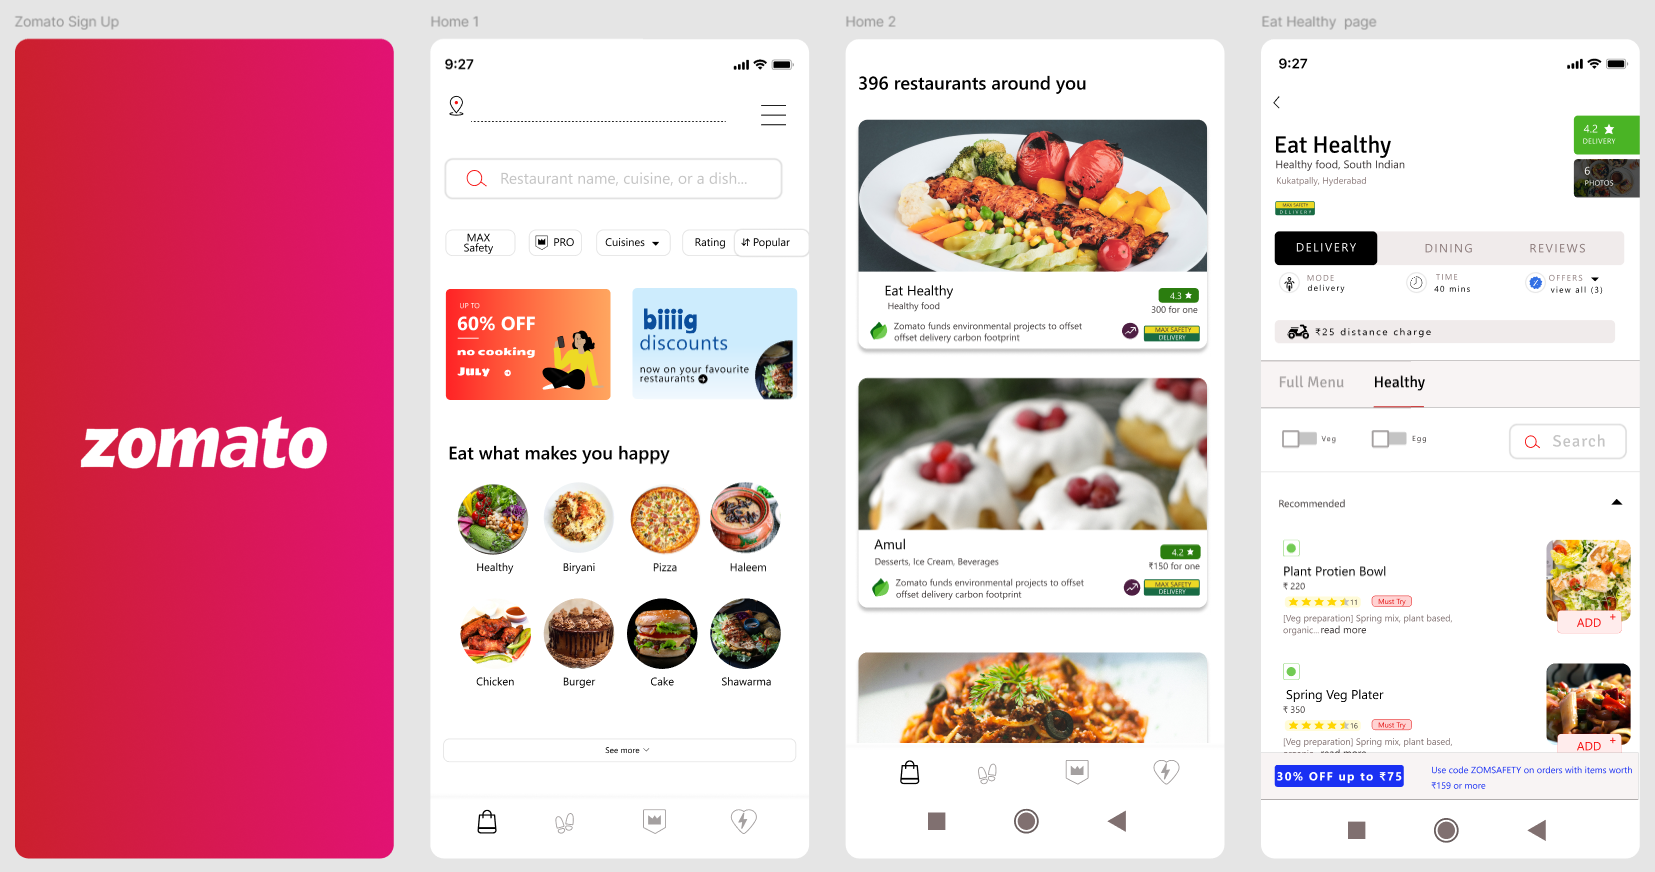 Zomato Sign Up
zomato
Home 1
9:27
Restaurant name, cuisine, or a dish...
MAX
Safety
PRO
Cuisines
Rating
Popular
UP TO
60% OFF
no cooking
JULY
biiiig
discounts
now on your favourite
restaurants
Eat what makes you happy
Healthy
Biryani
Pizza
Haleem
Chicken
Burger
Cake
Shawarma
See more
Home 2
396 restaurants around you
Eat Healthy
4.3
Healthy food
300 for one
Zomato funds environmental projects to offset
offset delivery carbon footprint
MAX SAFETY
DELIVERY
Amul
4.2
Desserts, Ice Cream, Beverages
₹150 for one
Zomato funds environmental projects to offset
offset delivery carbon footprint
MAX SAFETY
DELIVERY
Eat Healthy page
9:27
4.2
DELIVERY
Eat Healthy
Healthy food, South Indian
Kukatpally, Hyderabad
6
PHOTOS
MAX SAFETY
DELIVERY
DELIVERY
DINING
REVIEWS
MODE
delivery
TIME
40 mins
OFFERS
view all (3)
₹25 distance charge
Full Menu
Healthy
Veg
Egg
Search
Recommended
Plant Protien Bowl
₹ 220
11
Must Try
[Veg preparation] Spring mix, plant based,
organic... read more
ADD +
Spring Veg Plater
₹ 350
16
Must Try
[Veg preparation] Spring mix, plant based,
organic... read more
ADD +
30% OFF up to ₹75
Use code ZOMSAFETY on orders with items worth
₹159 or more